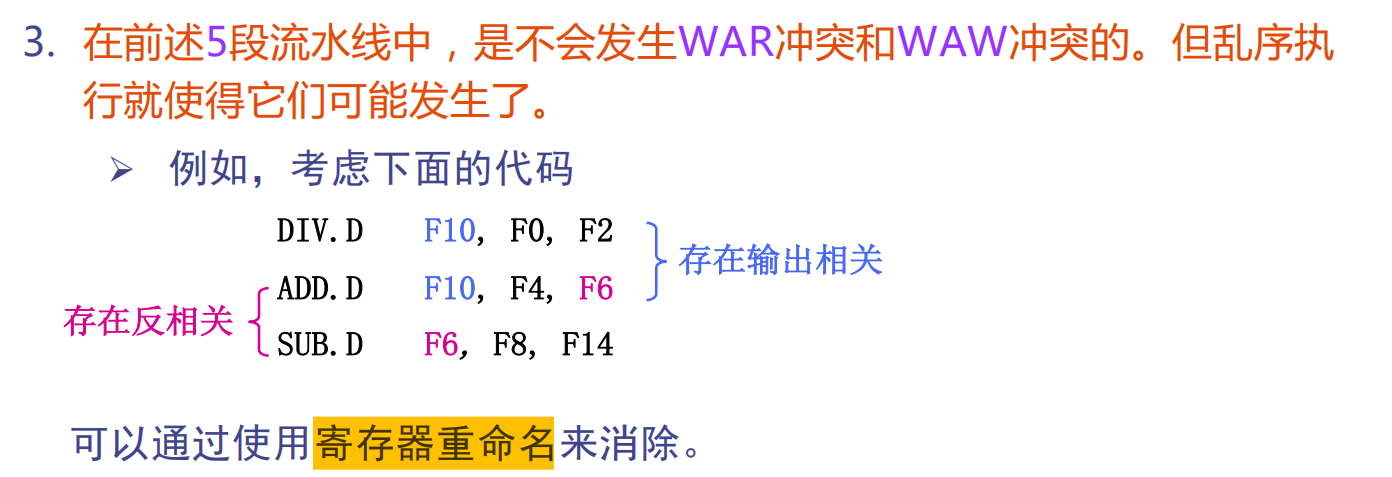 3. 在前述5段流水线中，是不会发生WAR冲突和WAW冲突的。但乱序执
行就使得它们可能发生了。
➢ 例如，考虑下面的代码
DIV.D F10, F0, F2
存在输出相关
ADD.D F10, F4, F6
存在反相关
SUB.D F6, F8, F14
可以通过使用寄存器重命名来消除。